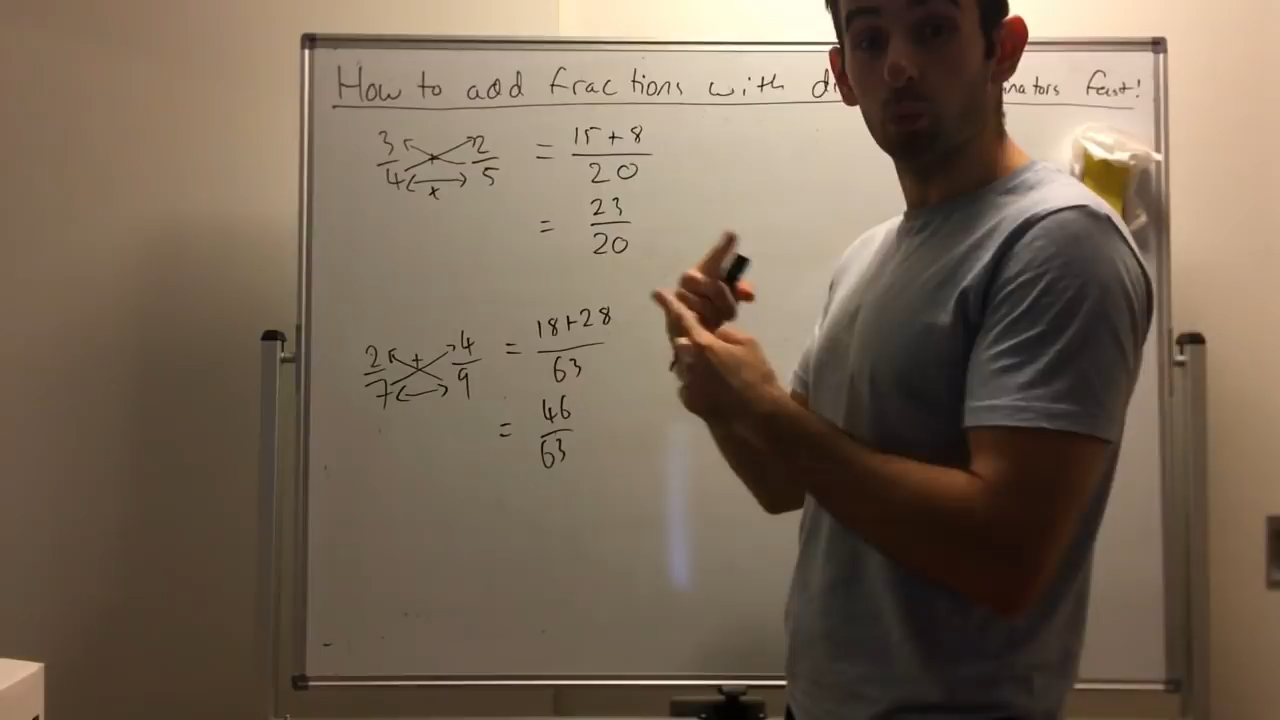 How to add fractions with di nators fast!
3/4 + 2/5 = 15 + 8 / 20
×
= 23/20
2/7 + 4/9 = 18 + 28 / 63
= 46/63